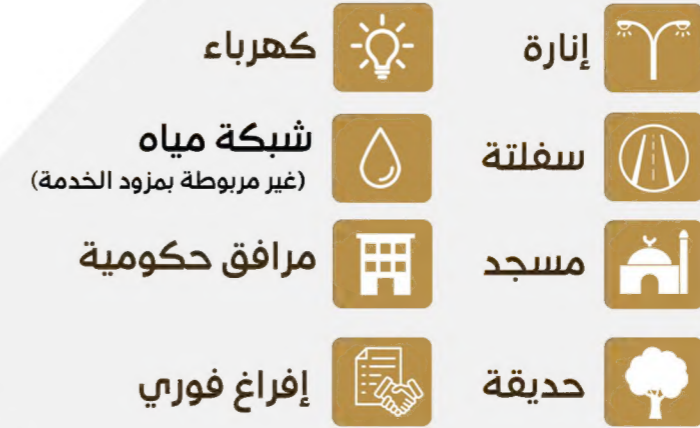 إنارة
كهرباء
سفلتة
شبكة مياه
(غير مربوطة بمزود الخدمة)
مسجد
مرافق حكومية
حديقة
إفراغ فوري